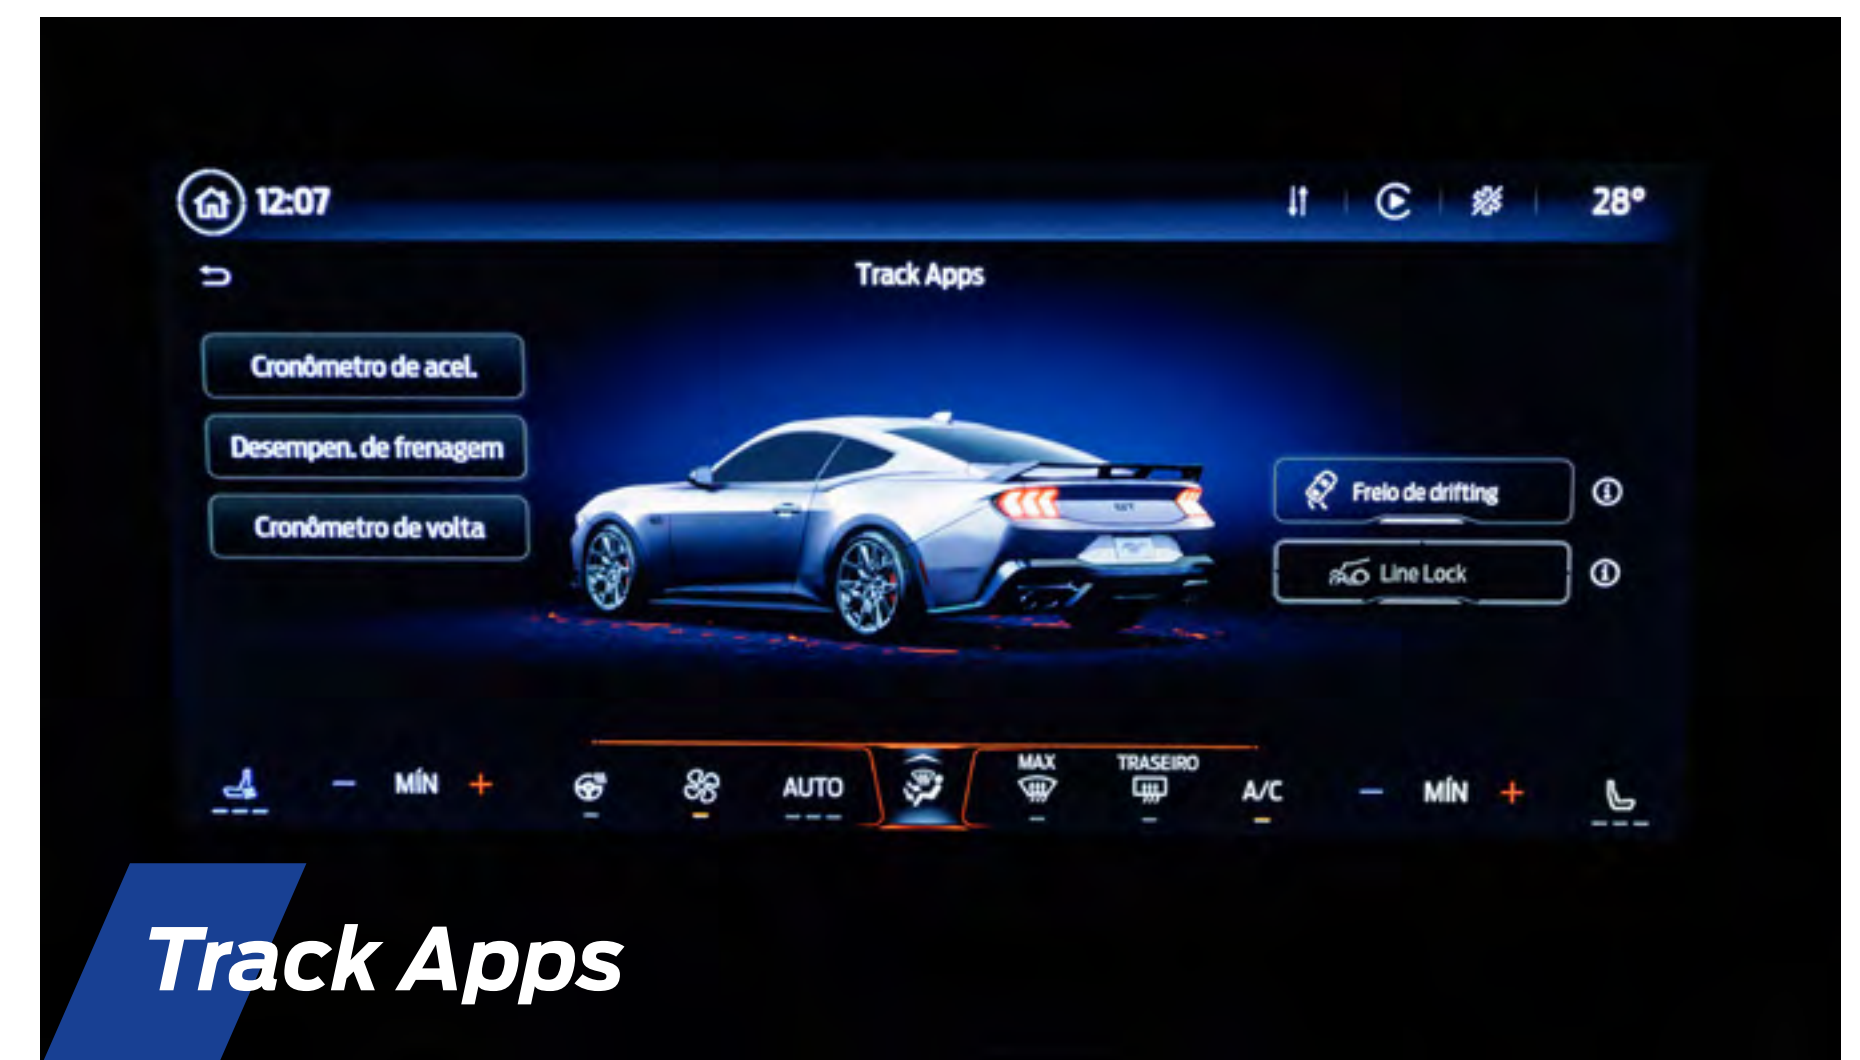 12:07
28°
Track Apps
Cronômetro de acel.
Desempen. de frenagem
Cronômetro de volta
Freio de drifting
Line Lock
MÍN
AUTO
MAX
TRASEIRO
A/C
MÍN
Track Apps